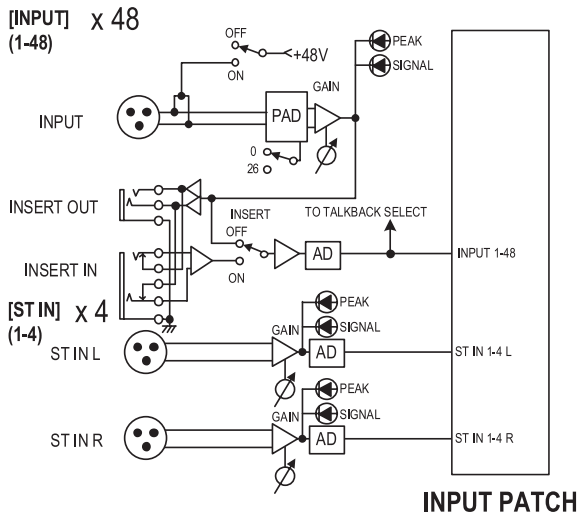 [INPUT] x 48
(1-48)
OFF
+48V
ON
PEAK
SIGNAL
GAIN
INPUT
PAD
0
26
INSERT OUT
INSERT
OFF
TO TALKBACK SELECT
AD
INPUT 1-48
INSERT IN
ON
[ST IN] x 4
(1-4)
PEAK
SIGNAL
GAIN
ST IN L
AD
ST IN 1-4 L
PEAK
SIGNAL
GAIN
ST IN R
AD
ST IN 1-4 R
INPUT PATCH